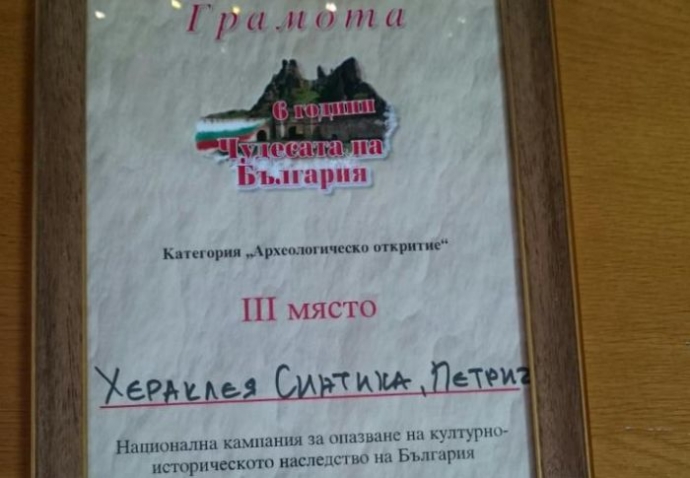 Грамота
6 години
Чудесата на
България
Категория „Археологическо откритие“
III място
ХЕРАКЛЕЯ СИНТИКА, ПЕТРИЧ
Национална кампания за опазване на културно-
историческото наследство на България